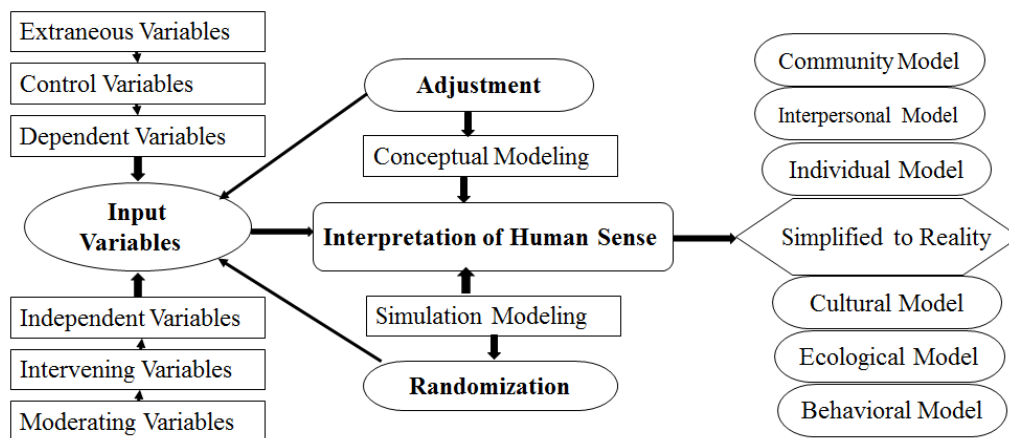 Extraneous Variables
Control Variables
Dependent Variables
Input
Variables
Independent Variables
Intervening Variables
Moderating Variables
Adjustment
Conceptual Modeling
Interpretation of Human Sense
Simulation Modeling
Randomization
Community Model
Interpersonal Model
Individual Model
Simplified to Reality
Cultural Model
Ecological Model
Behavioral Model